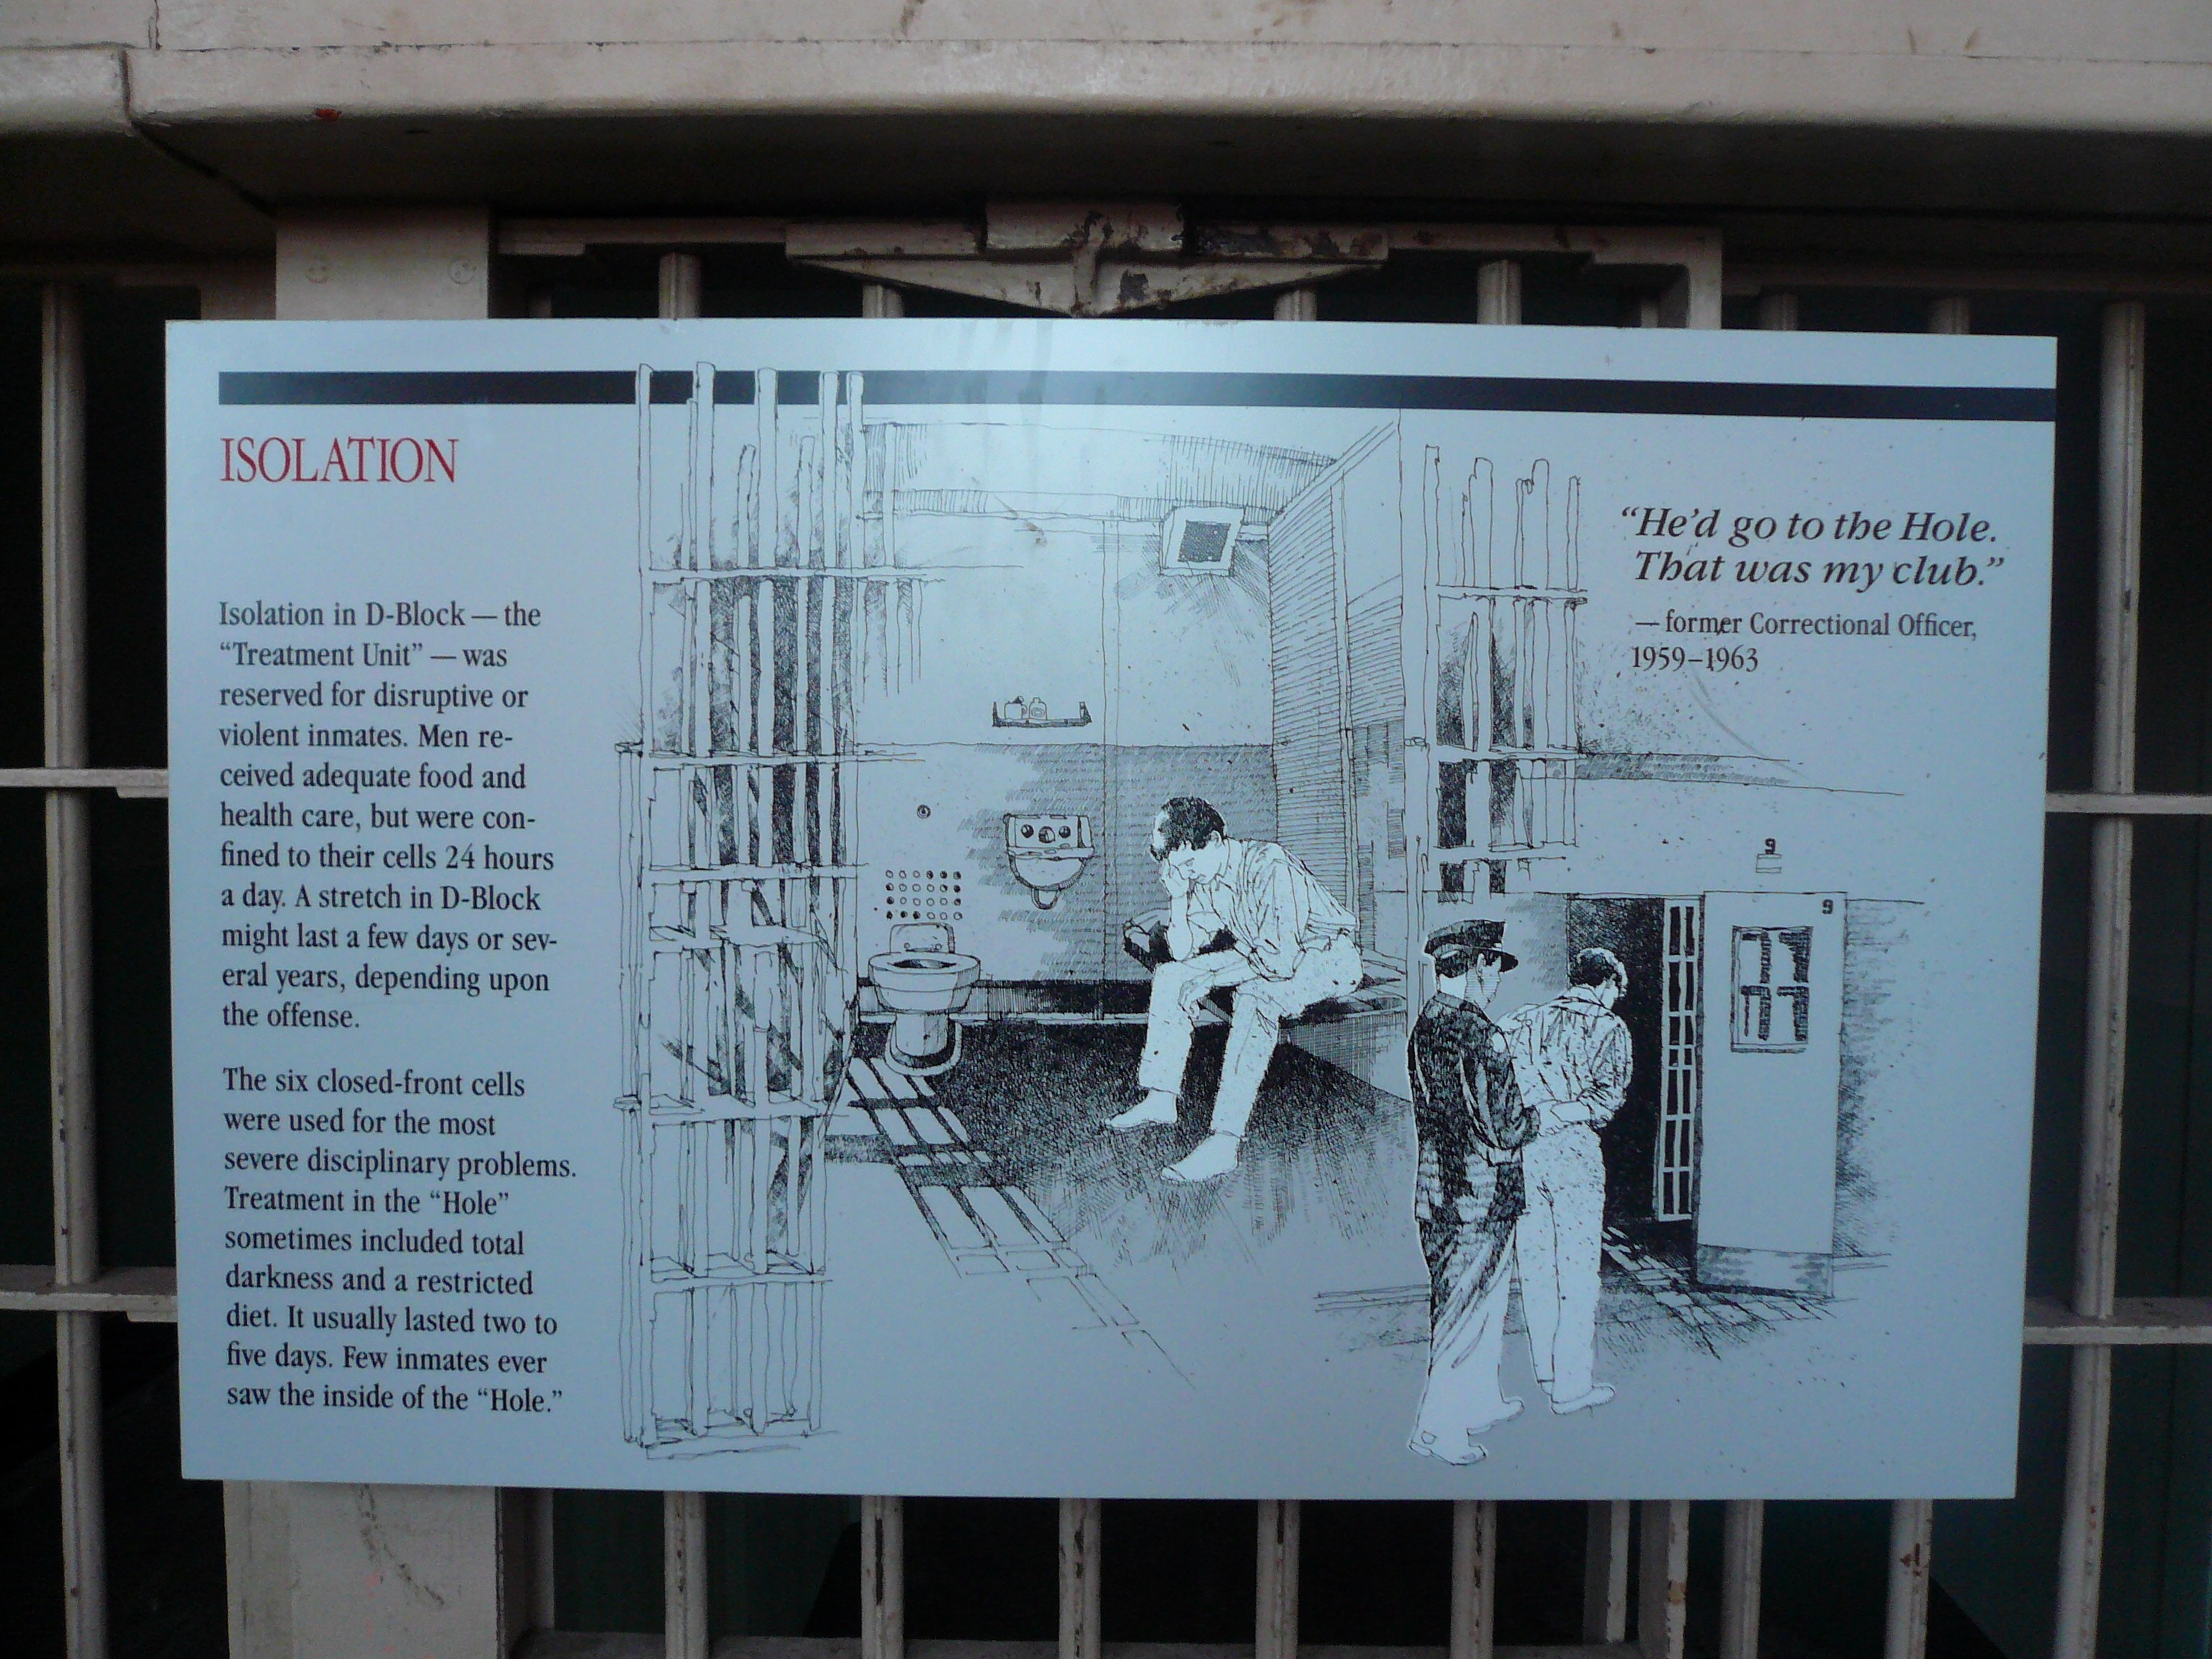 ISOLATION
Isolation in D-Block — the
“Treatment Unit” — was
reserved for disruptive or
violent inmates. Men re-
ceived adequate food and
health care, but were con-
fined to their cells 24 hours
a day. A stretch in D-Block
might last a few days or sev-
eral years, depending upon
the offense.
The six closed-front cells
were used for the most
severe disciplinary problems.
Treatment in the “Hole”
sometimes included total
darkness and a restricted
diet. It usually lasted two to
five days. Few inmates ever
saw the inside of the “Hole.”
“He’d go to the Hole.
That was my club.”
— former Correctional Officer,
1959–1963
9
9